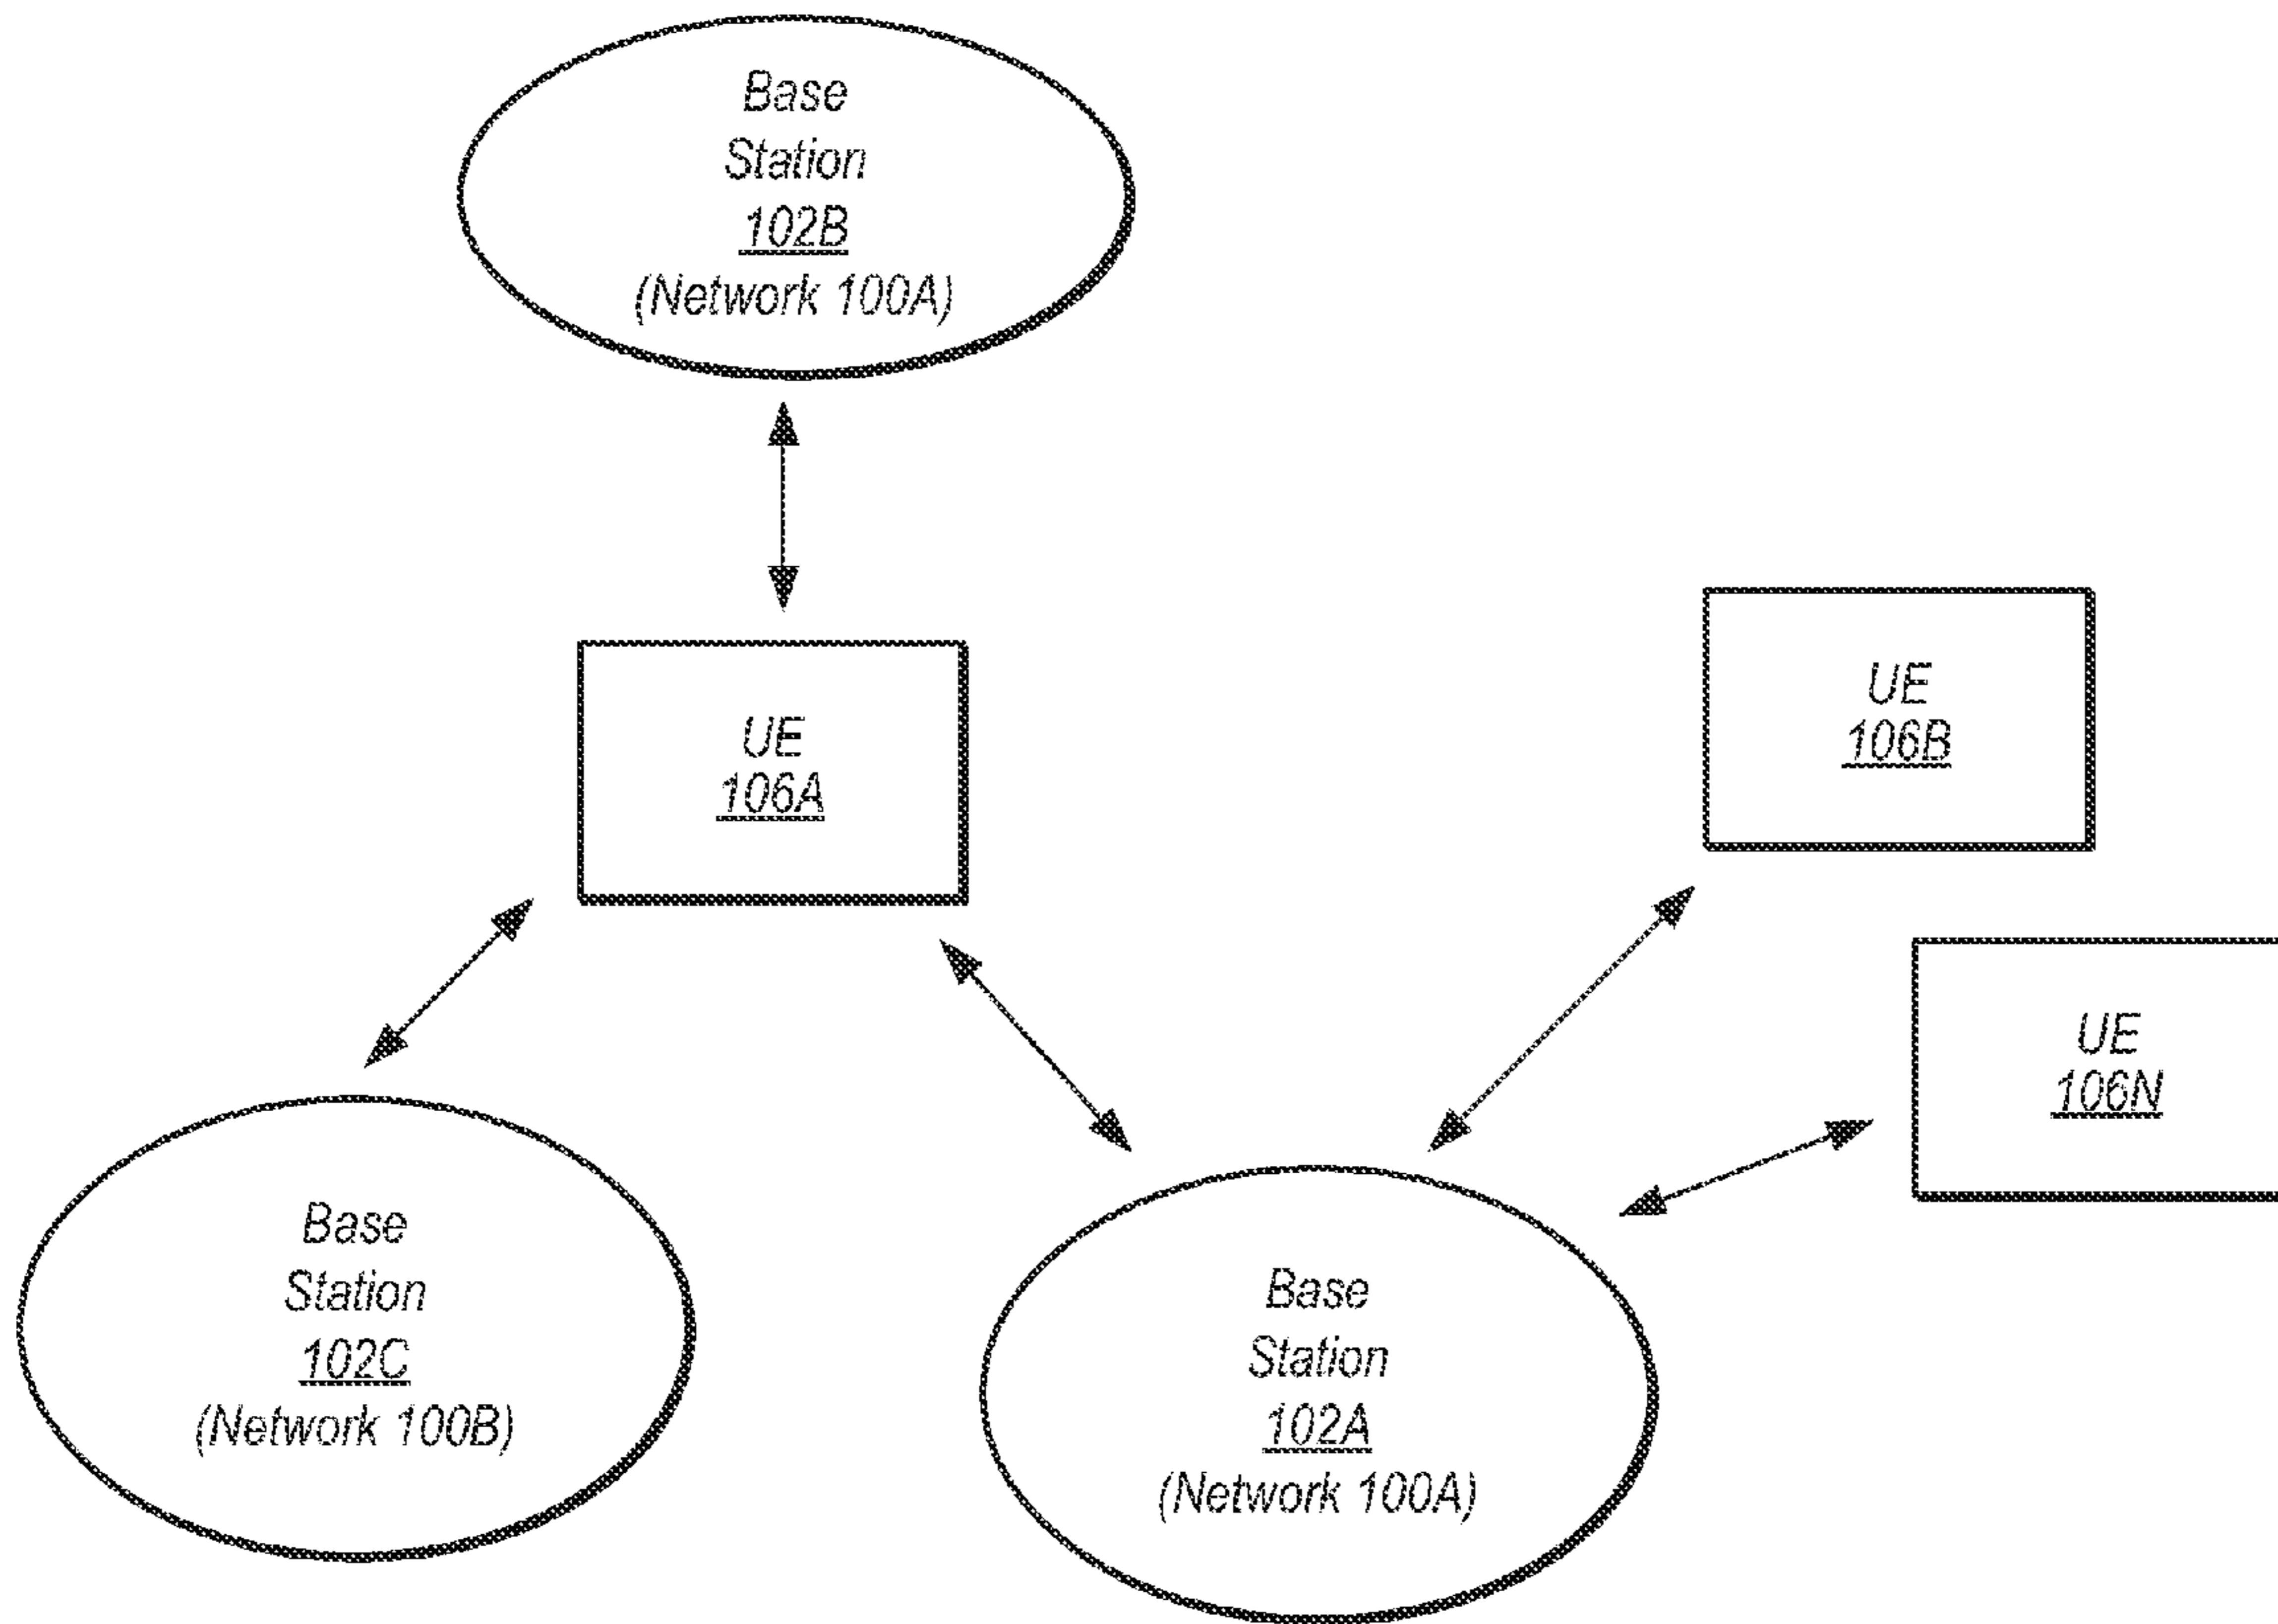 Base
Station
102B
(Network 100A)
UE
106A
UE
106B
UE
106N
Base
Station
102C
(Network 100B)
Base
Station
102A
(Network 100A)